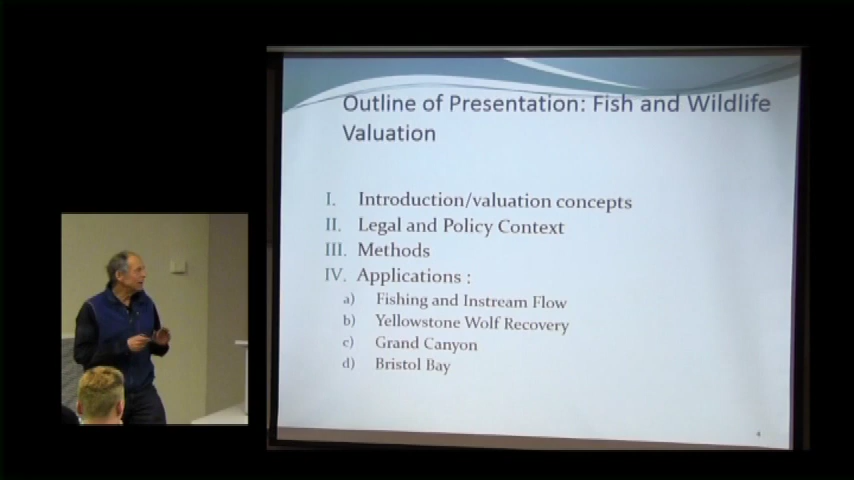 Outline of Presentation: Fish and Wildlife
Valuation
I. Introduction/valuation concepts
II. Legal and Policy Context
III. Methods
IV. Applications :
a) Fishing and Instream Flow
b) Yellowstone Wolf Recovery
c) Grand Canyon
d) Bristol Bay
4